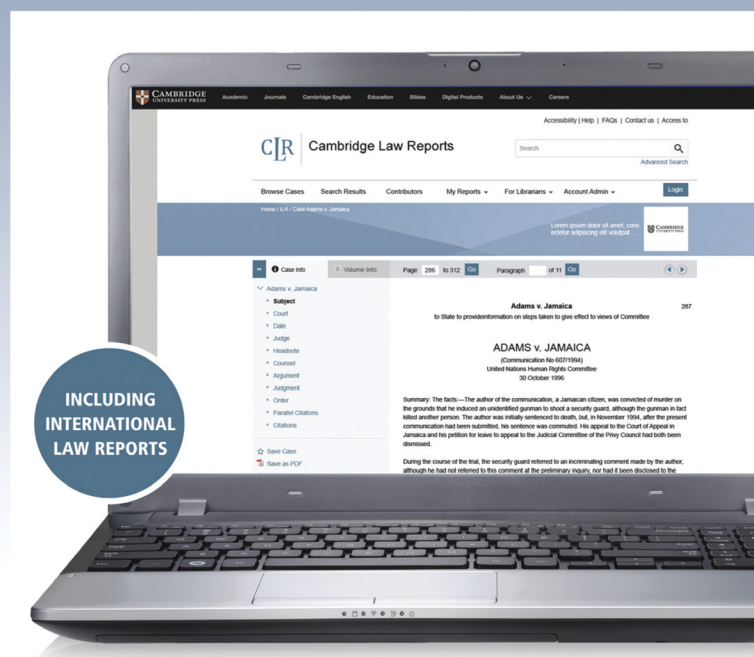 CAMBRIDGE
UNIVERSITY PRESS
Academic Journals Cambridge English Education Bibles Digital Products About Us Careers
Accessibility | Help | FAQs | Contact us | Access to
CLR Cambridge Law Reports
Search
Advanced Search
Browse Cases Search Results Contributors My Reports For Librarians Account Admin Login
Home / ILR / Case Adams v. Jamaica
Lorem ipsum dolor sit amet, cons
ectetur adipiscing elit volutpat ...
CAMBRIDGE
UNIVERSITY PRESS
Case Info Volume Info Page 286 to 312 Go Paragraph of 11 Go
Adams v. Jamaica
Subject
Court
Date
Judge
Headnote
Counsel
Argument
Judgment
Order
Parallel Citations
Citations
Save Case
Save as PDF
Adams v. Jamaica 287
to State to provideinformation on steps taken to give effect to views of Committee
ADAMS v. JAMAICA
(Communication No 607/1994)
United Nations Human Rights Committee
30 October 1996
Summary: The facts:—The author of the communication, a Jamaican citizen, was convicted of murder on
the grounds that he induced an unidentified gunman to shoot a security guard, although the gunman in fact
killed another person. The author was initially sentenced to death, but, in November 1994, after the present
communication had been submitted, his sentence was commuted. His appeal to the Court of Appeal in
Jamaica and his petition for leave to appeal to the Judicial Committee of the Privy Council had both been
dismissed.
During the course of the trial, the security guard referred to an incriminating comment made by the author,
although he had not referred to this comment at the preliminary inquiry, nor had it been disclosed to the
INCLUDING
INTERNATIONAL
LAW REPORTS